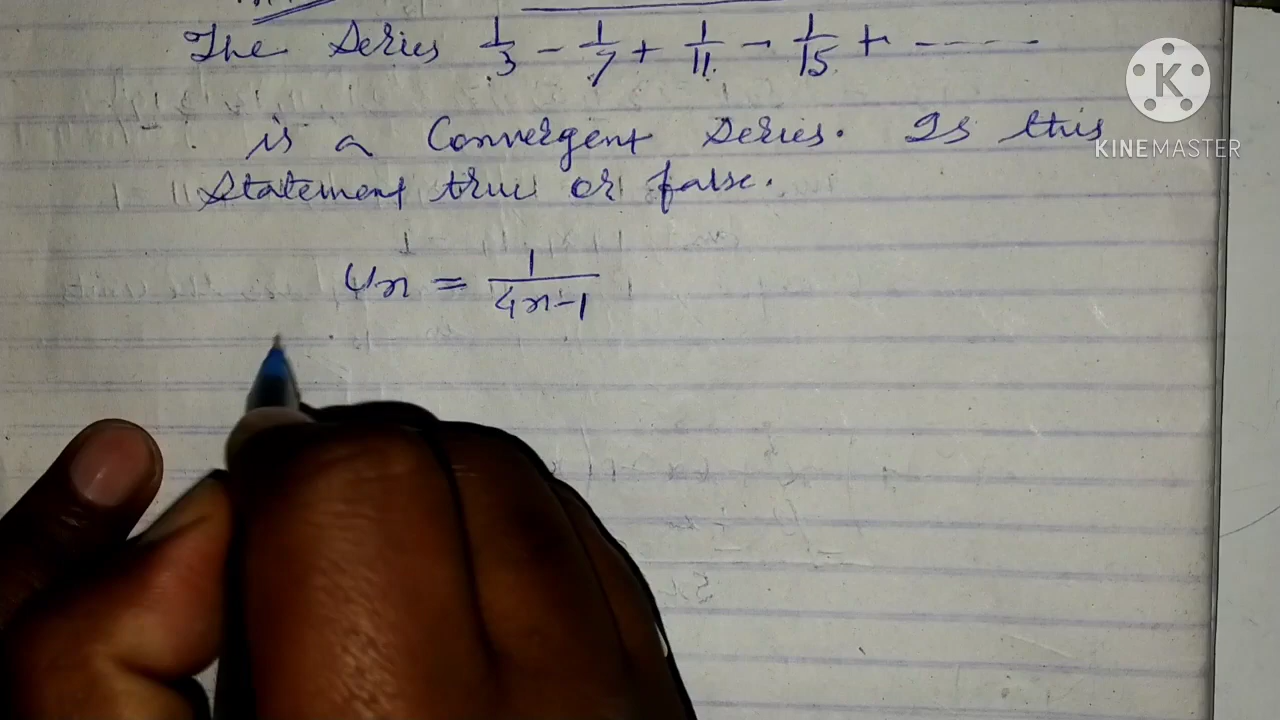 The Series 1/3 - 1/7 + 1/11 - 1/15 + -----
is a Convergent Series. Is this
Statement true or false.
Un = 1/(4n-1)
K
KINEMASTER